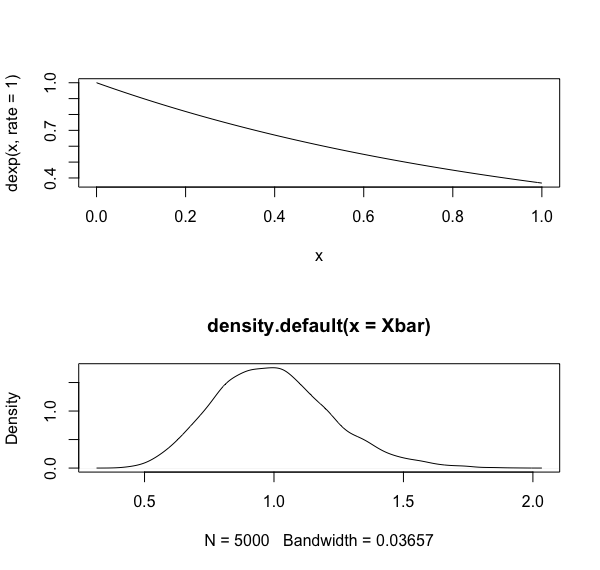 dexp(x, rate = 1)
1.0
0.7
0.4
0.0 0.2 0.4 0.6 0.8 1.0
x
density.default(x = Xbar)
Density
1.0
0.0
0.5 1.0 1.5 2.0
N = 5000 Bandwidth = 0.03657